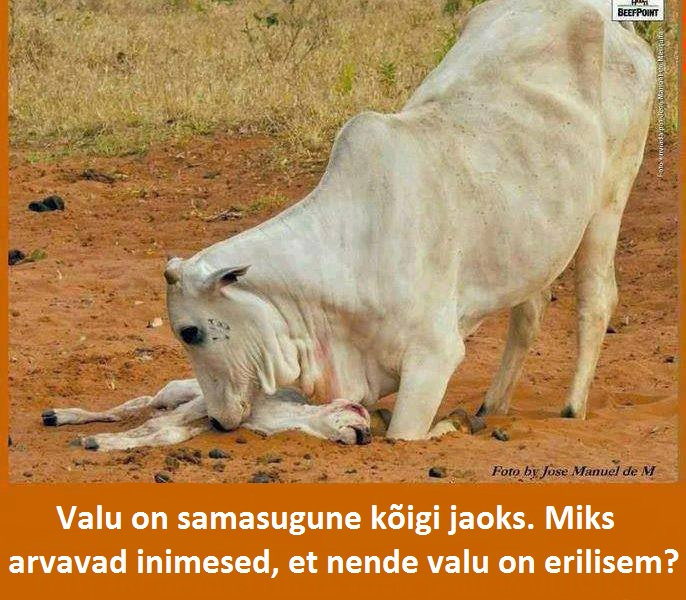 BEEFPOINT
Foto by Jose Manuel de M
Valu on samasugune kõigi jaoks. Miks
arvavad inimesed, et nende valu on erilisem?